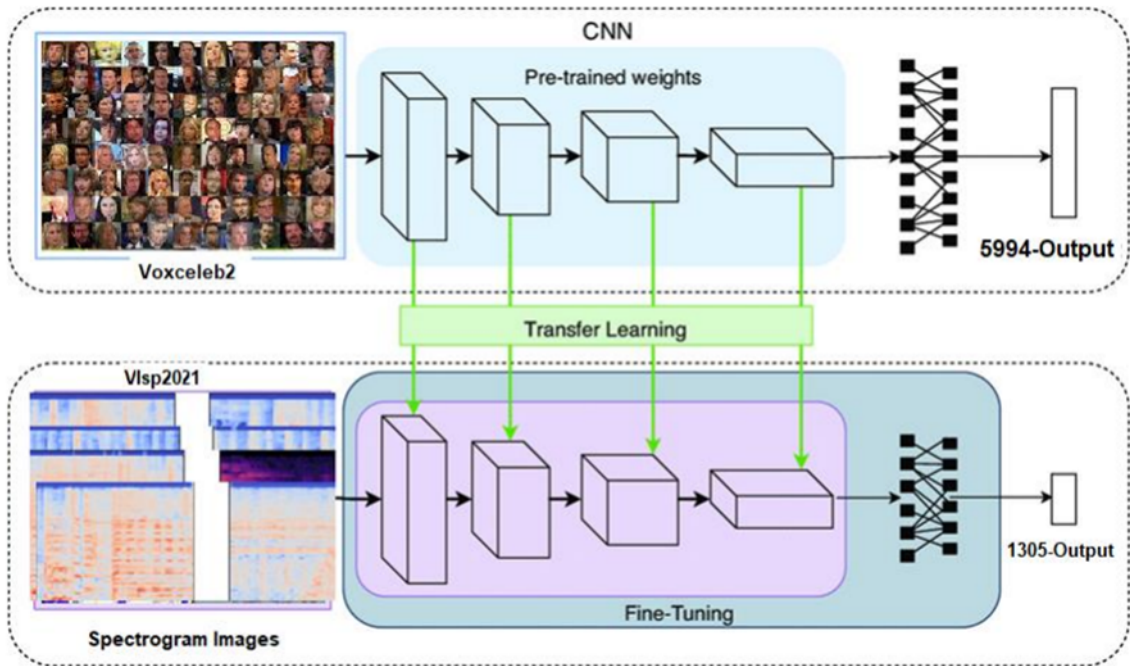 CNN
Pre-trained weights
Voxceleb2
5994-Output
Transfer Learning
Vlsp2021
1305-Output
Fine-Tuning
Spectrogram Images